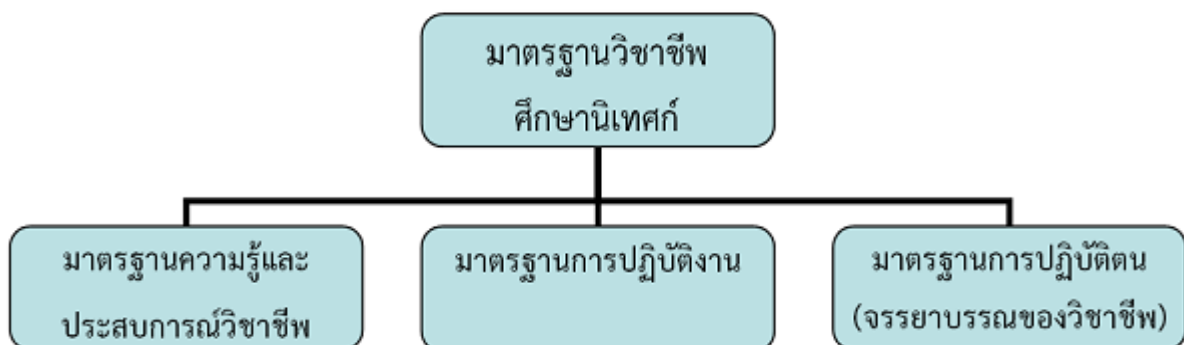 มาตรฐานวิชาชีพ
ศึกษานิเทศก์
มาตรฐานความรู้และ
ประสบการณ์วิชาชีพ
มาตรฐานการปฏิบัติงาน
มาตรฐานการปฏิบัติตน
(จรรยาบรรณของวิชาชีพ)